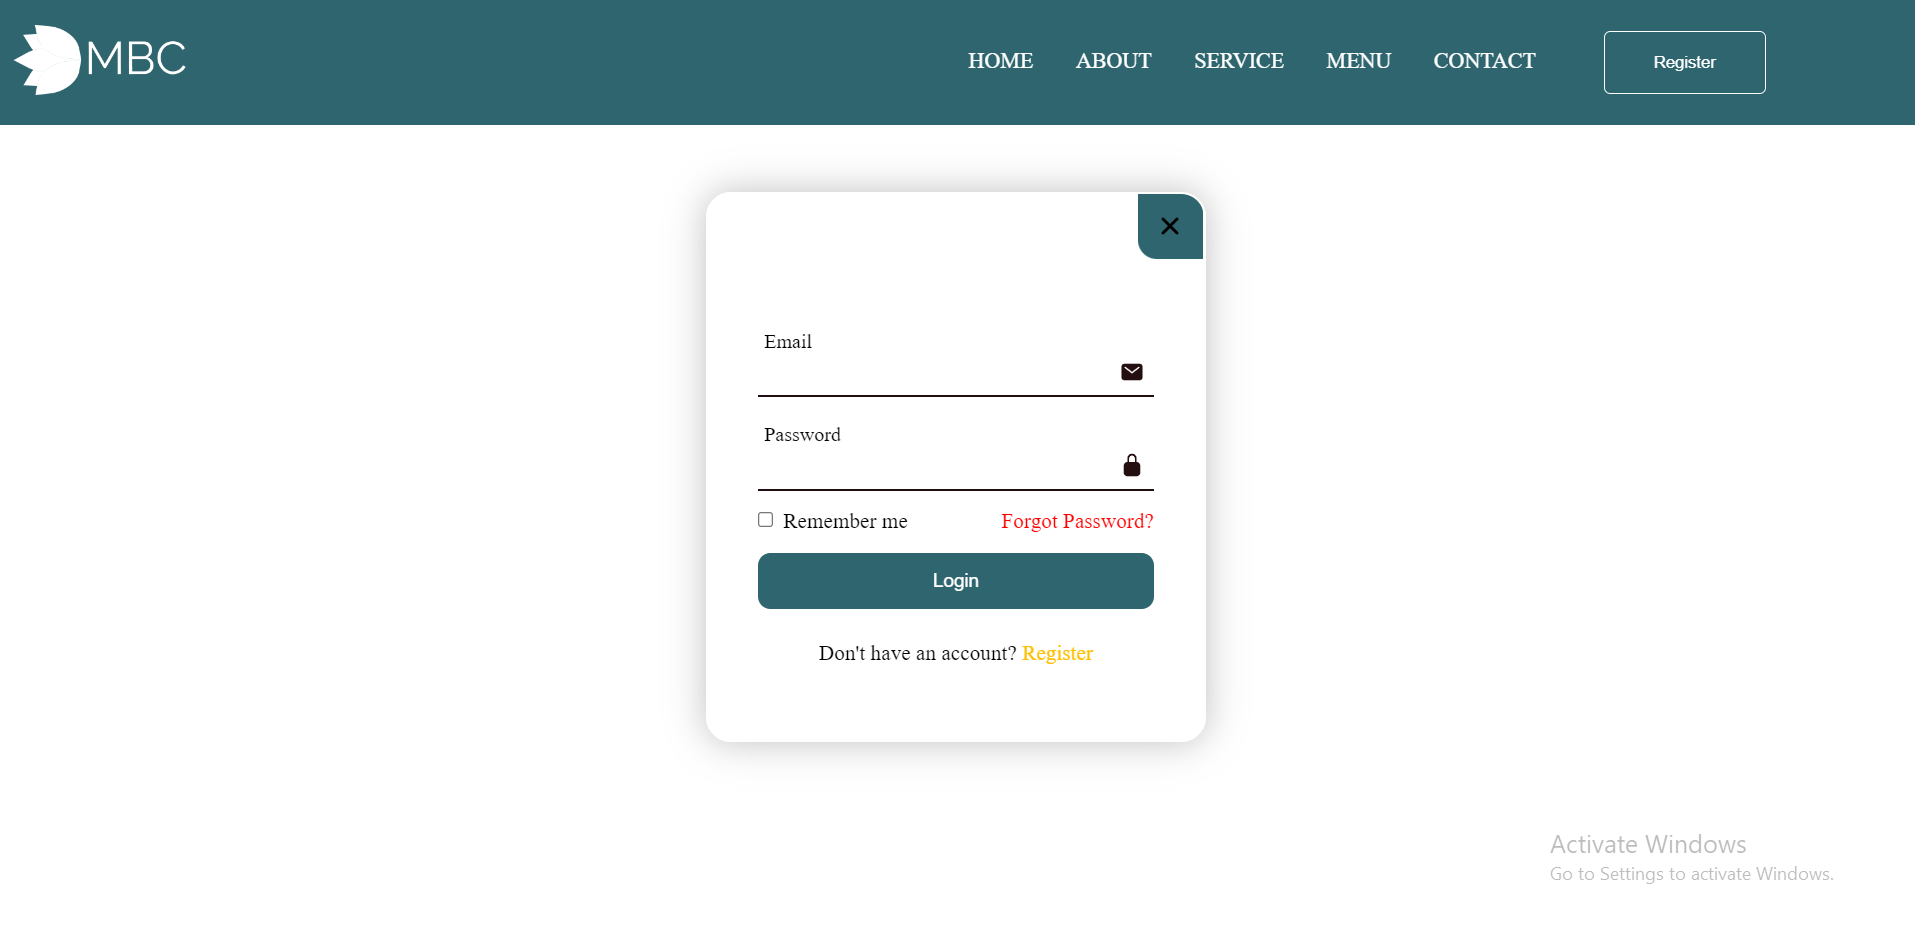 MBC
HOME ABOUT SERVICE MENU CONTACT Register
Email
Password
Remember me Forgot Password?
Login
Don't have an account? Register
Activate Windows
Go to Settings to activate Windows.